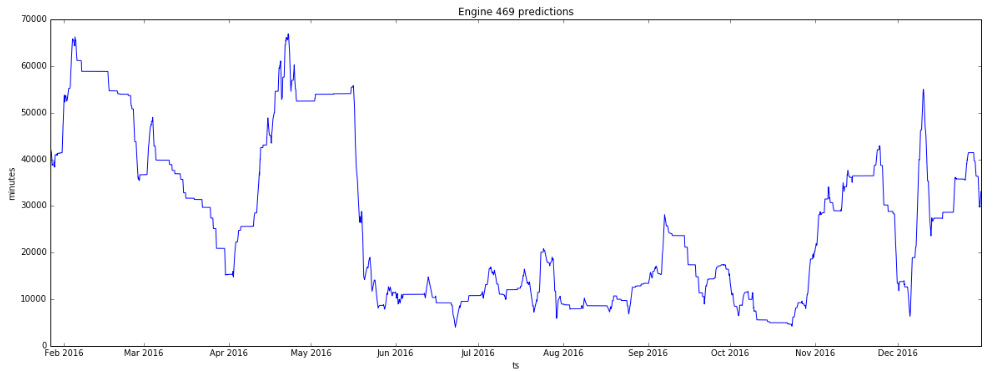 Engine 469 predictions
70000
60000
50000
40000
30000
20000
10000
0
minutes
Feb 2016 Mar 2016 Apr 2016 May 2016 Jun 2016 Jul 2016 Aug 2016 Sep 2016 Oct 2016 Nov 2016 Dec 2016
ts